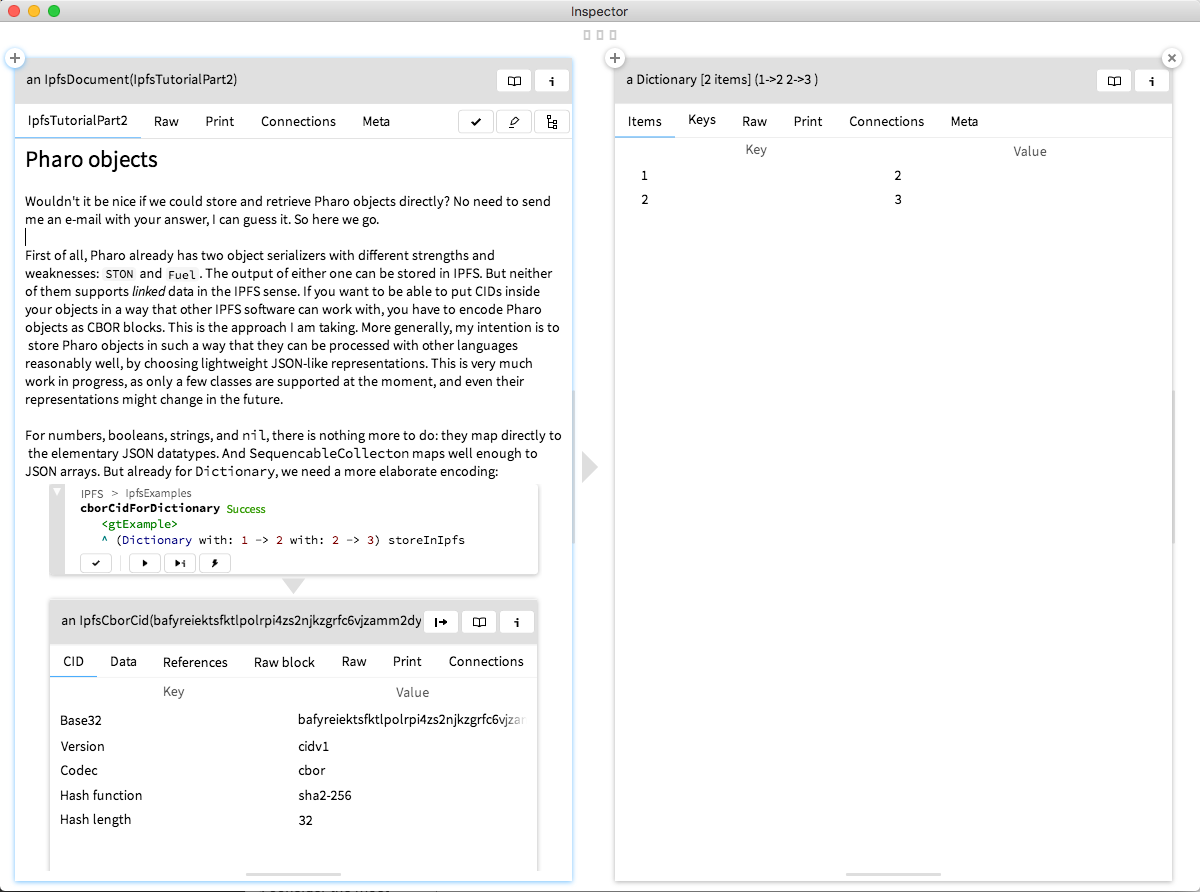 Inspector
an IpfsDocument(IpfsTutorialPart2)
IpfsTutorialPart2 Raw Print Connections Meta
Pharo objects
Wouldn't it be nice if we could store and retrieve Pharo objects directly? No need to send
me an e-mail with your answer, I can guess it. So here we go.
First of all, Pharo already has two object serializers with different strengths and
weaknesses: STON and Fuel. The output of either one can be stored in IPFS. But neither
of them supports linked data in the IPFS sense. If you want to be able to put CIDs inside
your objects in a way that other IPFS software can work with, you have to encode Pharo
objects as CBOR blocks. This is the approach I am taking. More generally, my intention is to
store Pharo objects in such a way that they can be processed with other languages
reasonably well, by choosing lightweight JSON-like representations. This is very much
work in progress, as only a few classes are supported at the moment, and even their
representations might change in the future.
For numbers, booleans, strings, and nil, there is nothing more to do: they map directly to
the elementary JSON datatypes. And SequencableCollecton maps well enough to
JSON arrays. But already for Dictionary, we need a more elaborate encoding:
IPFS > IpfsExamples
cborCidForDictionary Success
<gtExample>
^ (Dictionary with: 1 -> 2 with: 2 -> 3) storeInIpfs
an IpfsCborCid(bafyreiektsfktlpolrpi4zs2njkzgrfc6vjzamm2dy
CID Data References Raw block Raw Print Connections
Key Value
Base32 bafyreiektsfktlpolrpi4zs2njkzgrfc6vjzar
Version cidv1
Codec cbor
Hash function sha2-256
Hash length 32
a Dictionary [2 items] (1->2 2->3 )
Items Keys Raw Print Connections Meta
Key Value
1 2
2 3